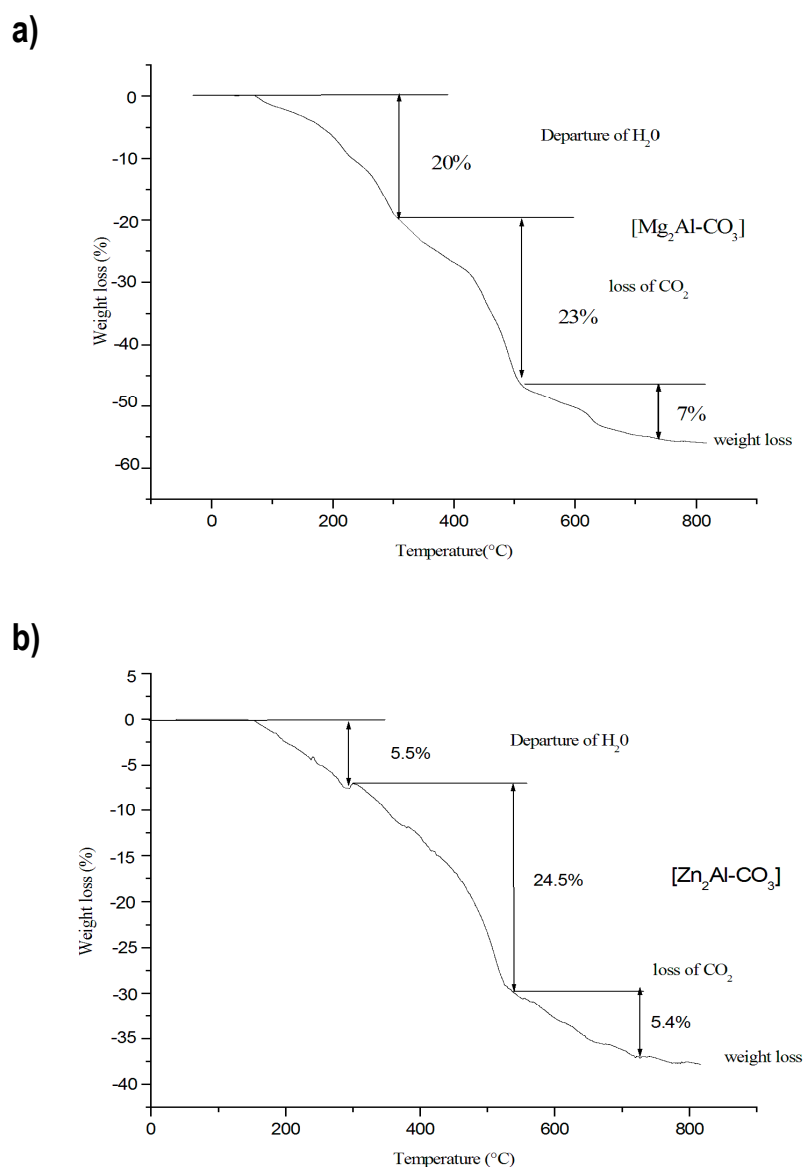 a)
0
-10
-20
-30
-40
-50
-60
Weight loss (%)
Departure of H₂0
20%
[Mg₂Al-CO₃]
loss of CO₂
23%
7%
weight loss
0 200 400 600 800
Temperature(°C)
b)
5
0
-5
-10
-15
-20
-25
-30
-35
-40
Weight loss (%)
Departure of H₂0
5.5%
24.5%
[Zn₂Al-CO₃]
loss of CO₂
5.4%
weight loss
0 200 400 600 800
Temperature (°C)